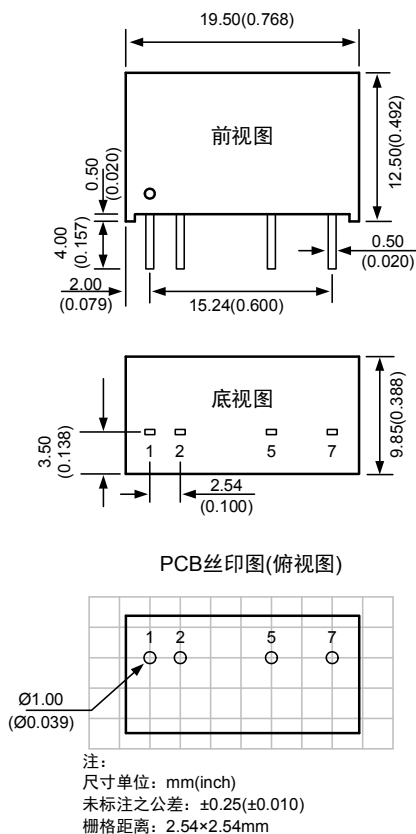 19.50(0.768)
前视图
12.50(0.492)
0.50
(0.020)
4.00
(0.157)
2.00
(0.079)
15.24(0.600)
0.50
(0.020)
底视图
9.85(0.388)
3.50
(0.138)
1 2 5 7
2.54
(0.100)
PCB丝印图(俯视图)
1 2 5 7
Ø1.00
(Ø0.039)
注：
尺寸单位：mm(inch)
未标注之公差：±0.25(±0.010)
栅格距离：2.54×2.54mm